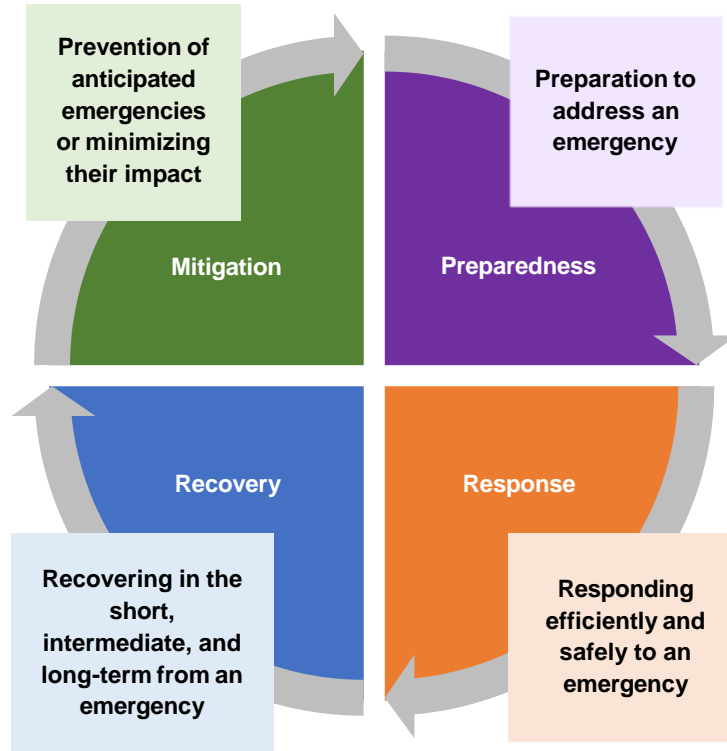 Prevention of
anticipated
emergencies
or minimizing
their impact
Preparation to
address an
emergency
Mitigation
Preparedness
Recovery
Response
Recovering in the
short,
intermediate, and
long-term from an
emergency
Responding
efficiently and
safely to an
emergency